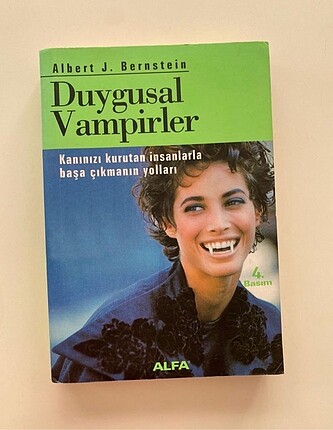 Albert J. Bernstein
Duygusal
Vampirler
Kanınızı kurutan insanlarla
başa çıkmanın yolları
4.
Basım
ALFA